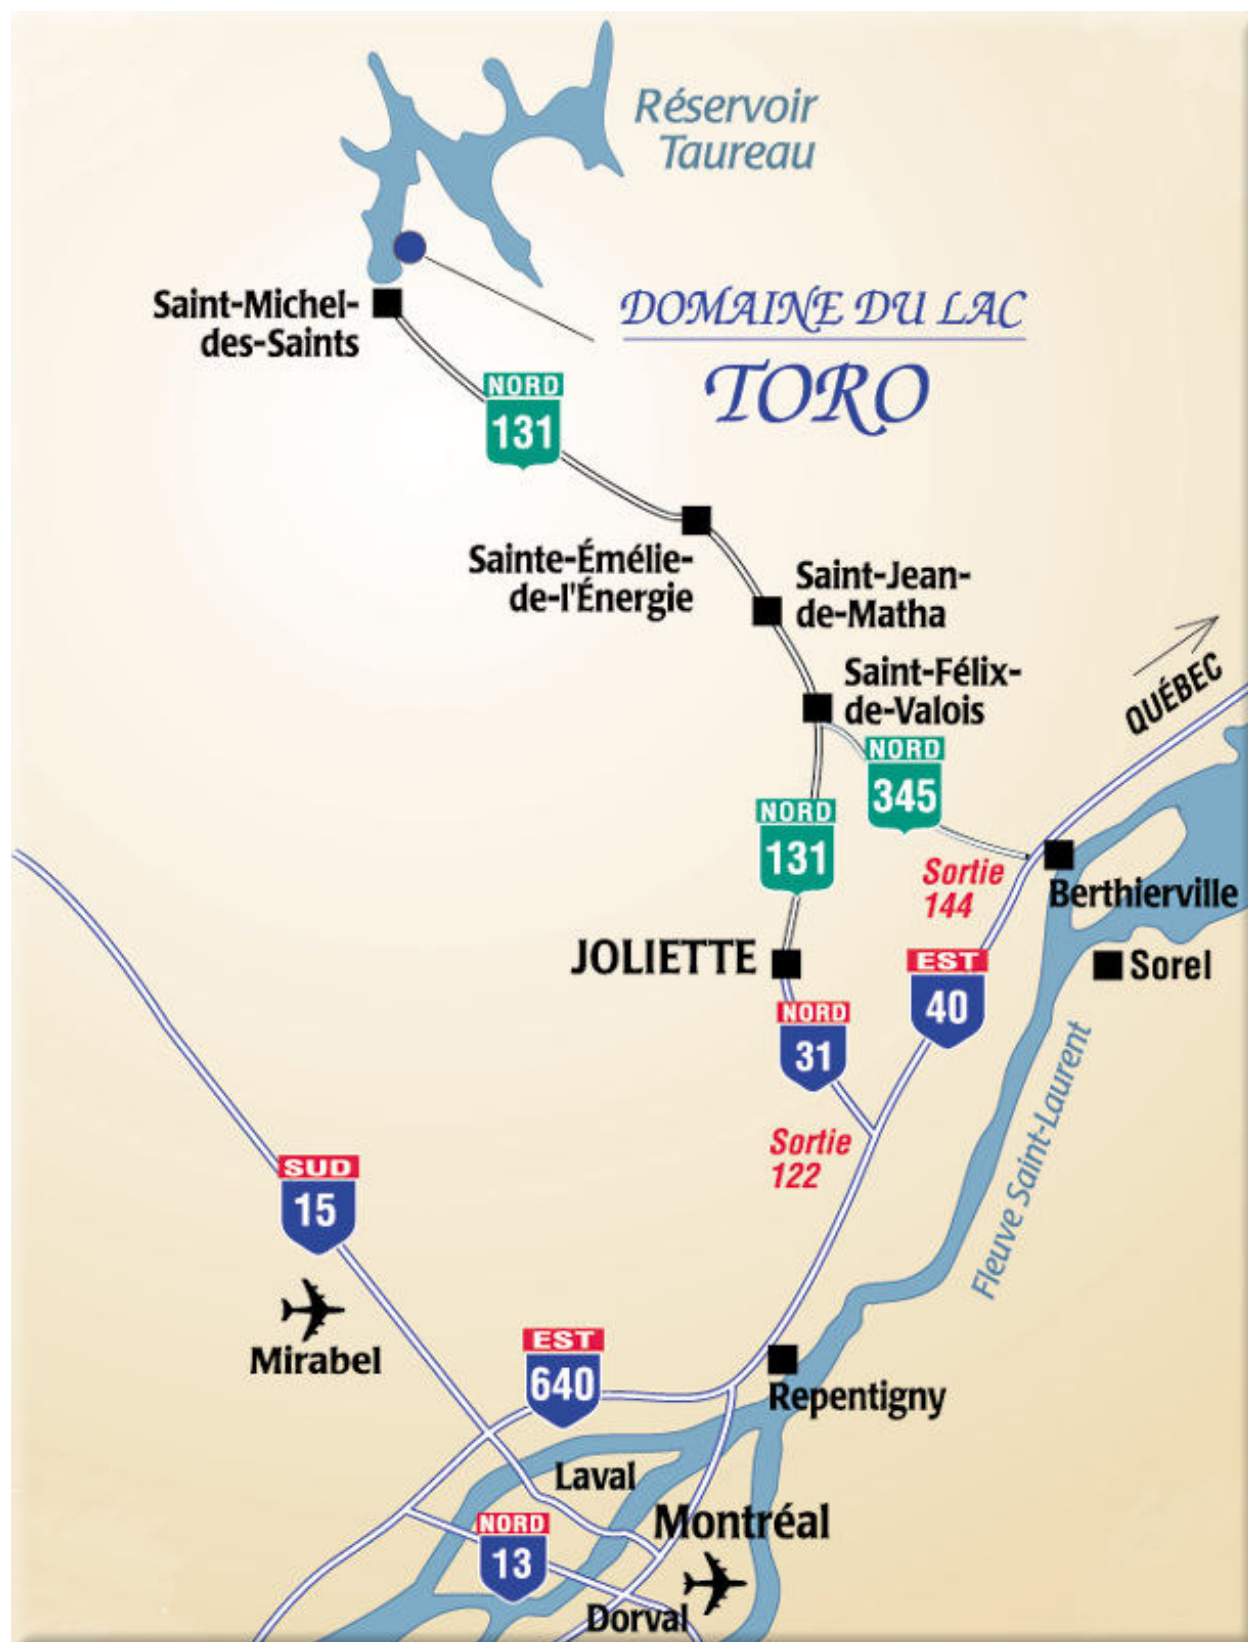 Réservoir
Taureau
Saint-Michel-
des-Saints
DOMAINE DU LAC
TORO
NORD
131
Sainte-Émélie-
de-l'Énergie
Saint-Jean-
de-Matha
Saint-Félix-
de-Valois
QUÉBEC
NORD
345
NORD
131
Sortie
144
Berthierville
JOLIETTE
EST
40
Sorel
NORD
31
Fleuve Saint-Laurent
Sortie
122
SUD
15
Mirabel
EST
640
Repentigny
Laval
Montréal
NORD
13
Dorval